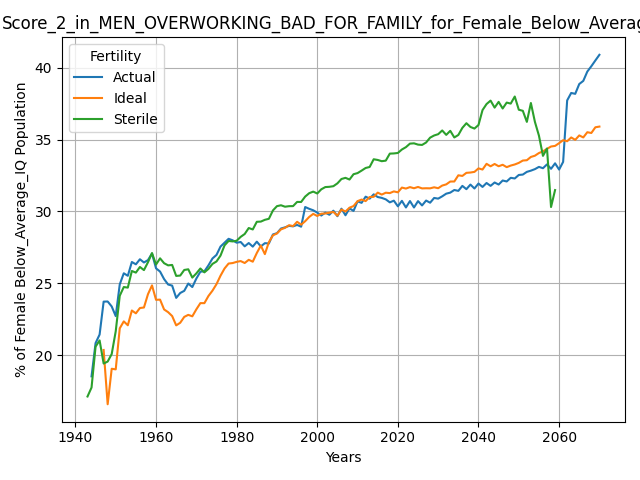 Score_2_in_MEN_OVERWORKING_BAD_FOR_FAMILY_for_Female_Below_Averag
% of Female Below_Average_IQ Population
Fertility
Actual
Ideal
Sterile
40
35
30
25
20
1940
1960
1980
2000
2020
2040
2060
Years